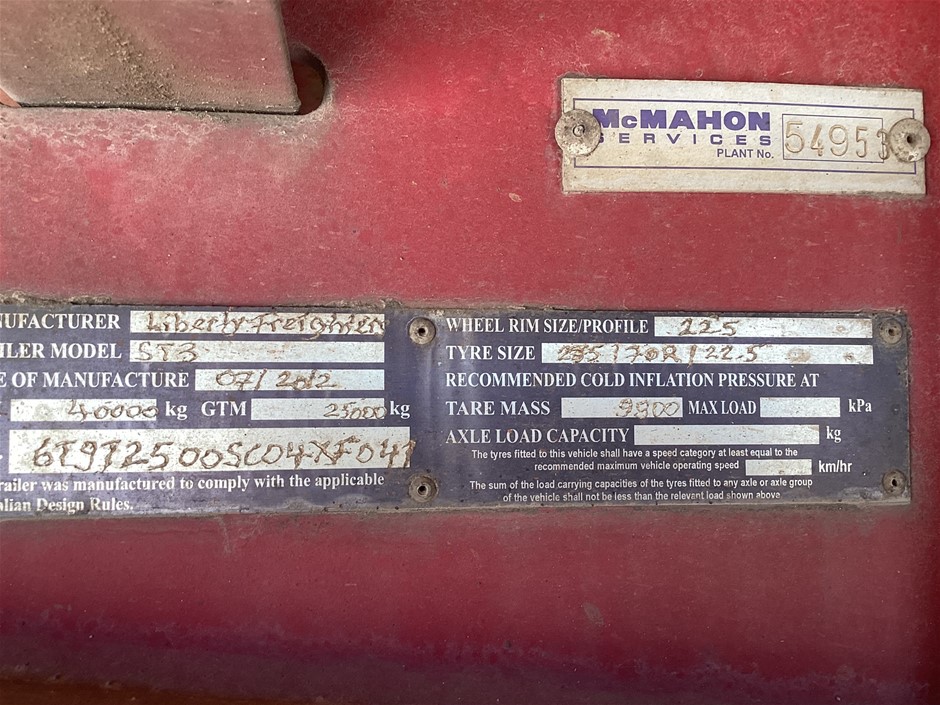 McMAHON
SERVICES
PLANT No. 54953
NUFACTURER Liberty Freighter
ILER MODEL ST3
E OF MANUFACTURE 07/2012
40000 kg GTM 25000 kg
railer was manufactured to comply with the applicable
alian Design Rules.
WHEEL RIM SIZE/PROFILE 22.5
TYRE SIZE /70R/22.5
RECOMMENDED COLD INFLATION PRESSURE AT
TARE MASS 9900 MAX LOAD kPa
AXLE LOAD CAPACITY kg
The tyres fitted to this vehicle shall have a speed category at least equal to the
recommended maximum vehicle operating speed km/hr
The sum of the load carrying capacities of the tyres fitted to any axle or axle group
of the vehicle shall not be less than the relevant load shown above